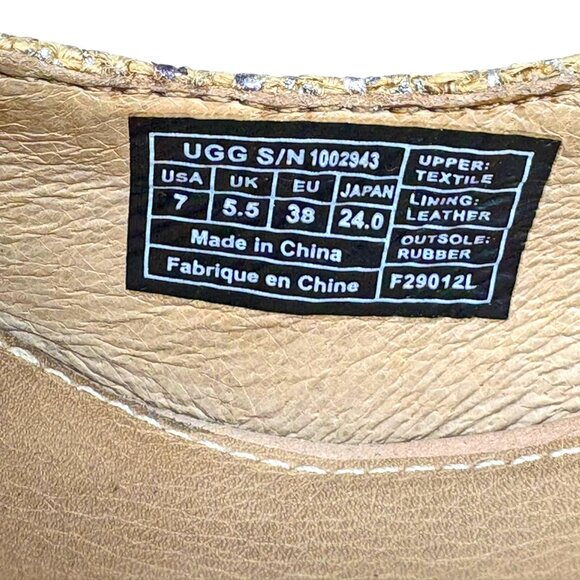 UGG S/N 1002943
USA UK EU JAPAN
7 5.5 38 24.0
Made in China
Fabrique en Chine
UPPER:
TEXTILE
LINING:
LEATHER
OUTSOLE:
RUBBER
F29012L